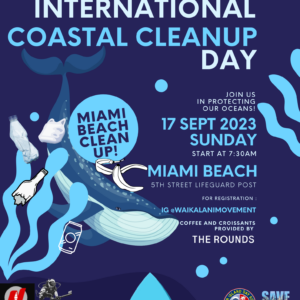 INTERNATIONAL
COASTAL CLEANUP
DAY
JOIN US
IN PROTECTING
OUR OCEANS!
MIAMI
BEACH
CLEAN
UP!
17 SEPT 2023
SUNDAY
START AT 7:30AM
MIAMI BEACH
5TH STREET LIFEGUARD POST
FOR REGISTRATION :
IG @WAIKALANIMOVEMENT
COFFEE AND CROISSANTS
PROVIDED BY
THE ROUNDS
SAVE